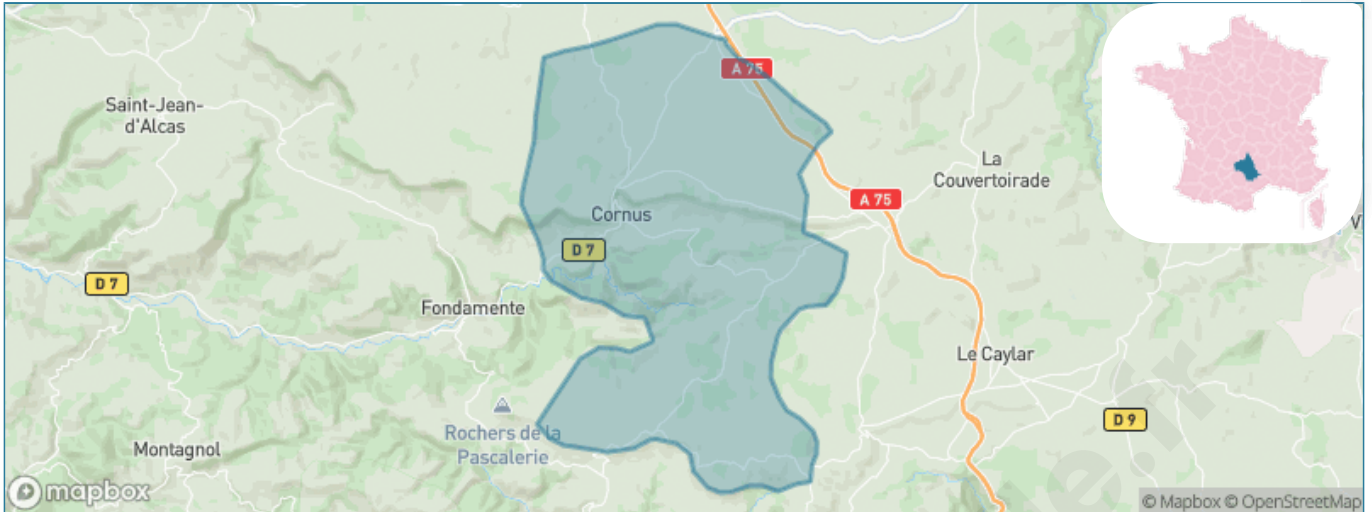 A 75
Saint-Jean-
d'Alcas
La
Couvertoirade
A 75
Cornus
D 7
D 7
Fondamente
Le Caylar
D 9
Rochers de la
Pascalerie
Montagnol
mapbox
© Mapbox © OpenStreetMap